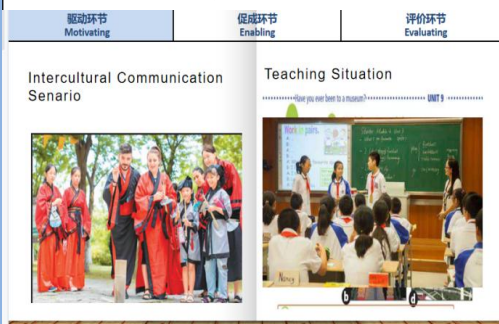 驱动环节
Motivating
促成环节
Enabling
评价环节
Evaluating
Intercultural Communication
Senario
Teaching Situation
Have you ever been to a museum?
UNIT 9
Work in pairs.
Nancy
b
d